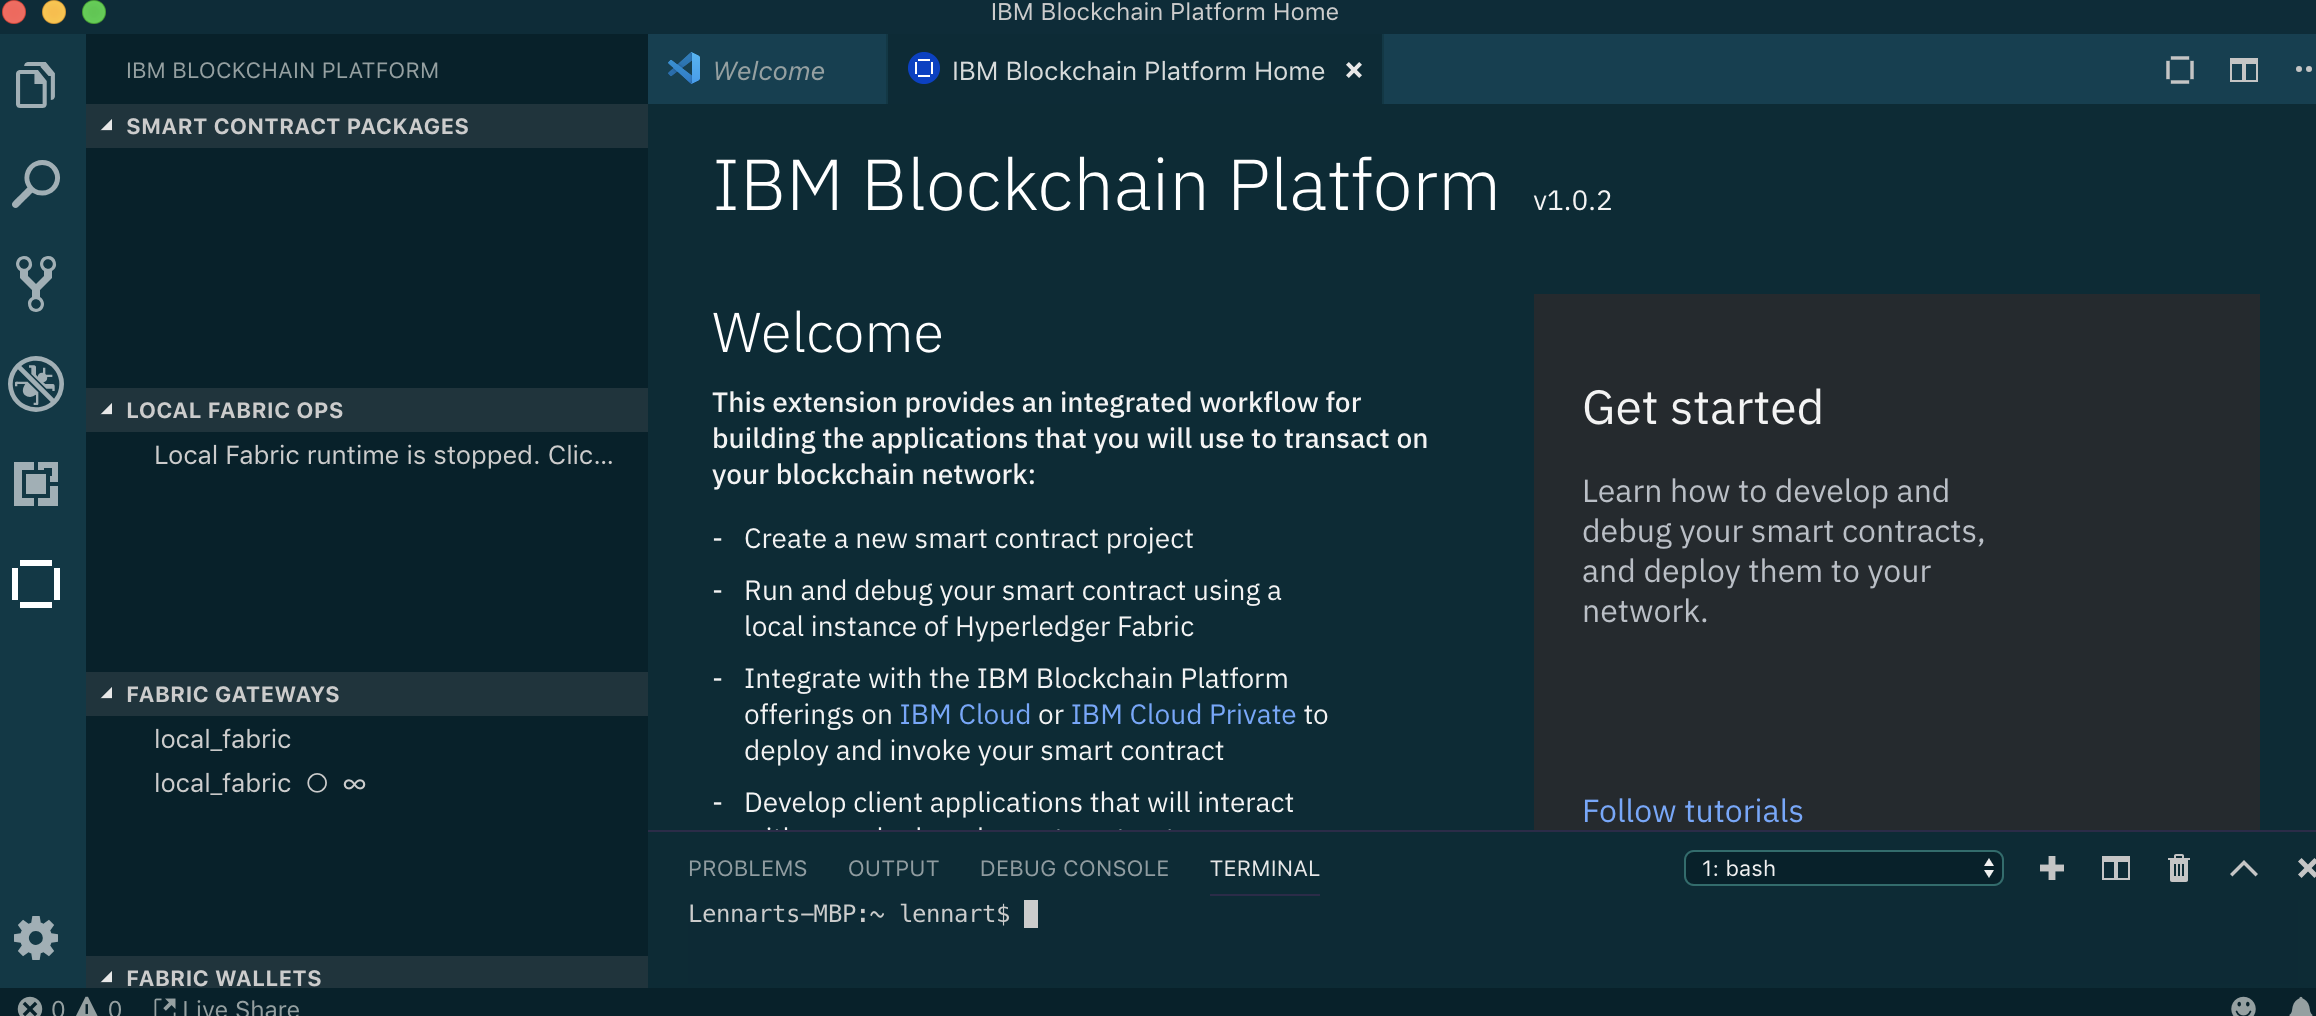 IBM Blockchain Platform Home
IBM BLOCKCHAIN PLATFORM
SMART CONTRACT PACKAGES
LOCAL FABRIC OPS
Local Fabric runtime is stopped. Clic...
FABRIC GATEWAYS
local_fabric
local_fabric ○ ∞
FABRIC WALLETS
Welcome
IBM Blockchain Platform Home
IBM Blockchain Platform v1.0.2
Welcome
This extension provides an integrated workflow for
building the applications that you will use to transact on
your blockchain network:
- Create a new smart contract project
- Run and debug your smart contract using a
local instance of Hyperledger Fabric
- Integrate with the IBM Blockchain Platform
offerings on IBM Cloud or IBM Cloud Private to
deploy and invoke your smart contract
- Develop client applications that will interact
Get started
Learn how to develop and
debug your smart contracts,
and deploy them to your
network.
Follow tutorials
PROBLEMS OUTPUT DEBUG CONSOLE TERMINAL
1: bash
Lennarts-MBP:~ lennart$
0 0 Live Share